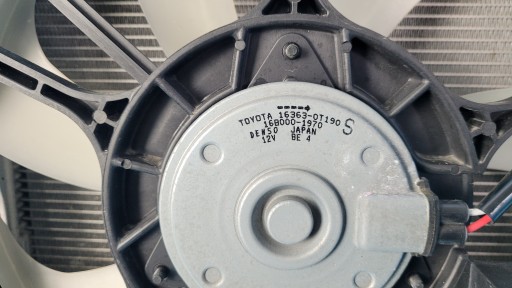 TOYOTA 16363-0T190 S
168000-1970
DENSO JAPAN
12V BE 4